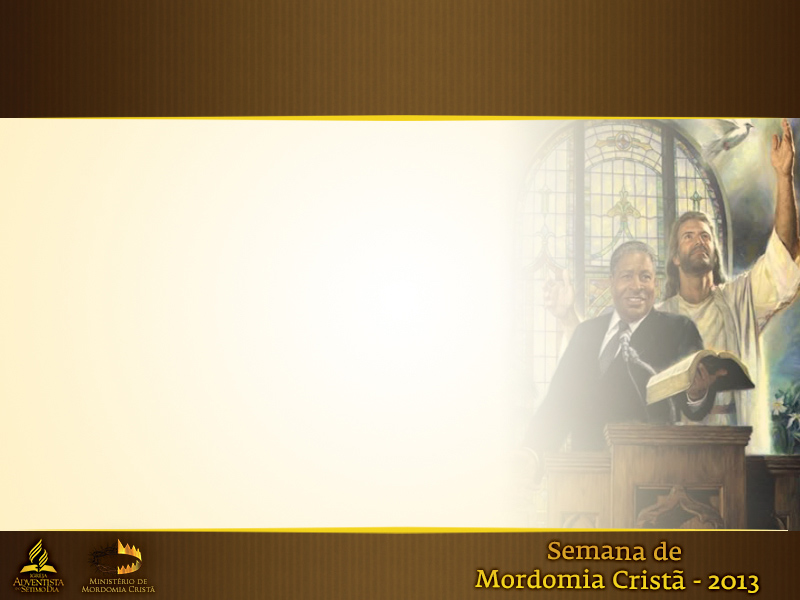 IGREJA
ADVENTISTA
DO SÉTIMO DIA
MINISTÉRIO DE
MORDOMIA CRISTÃ
Semana de
Mordomia Cristã - 2013